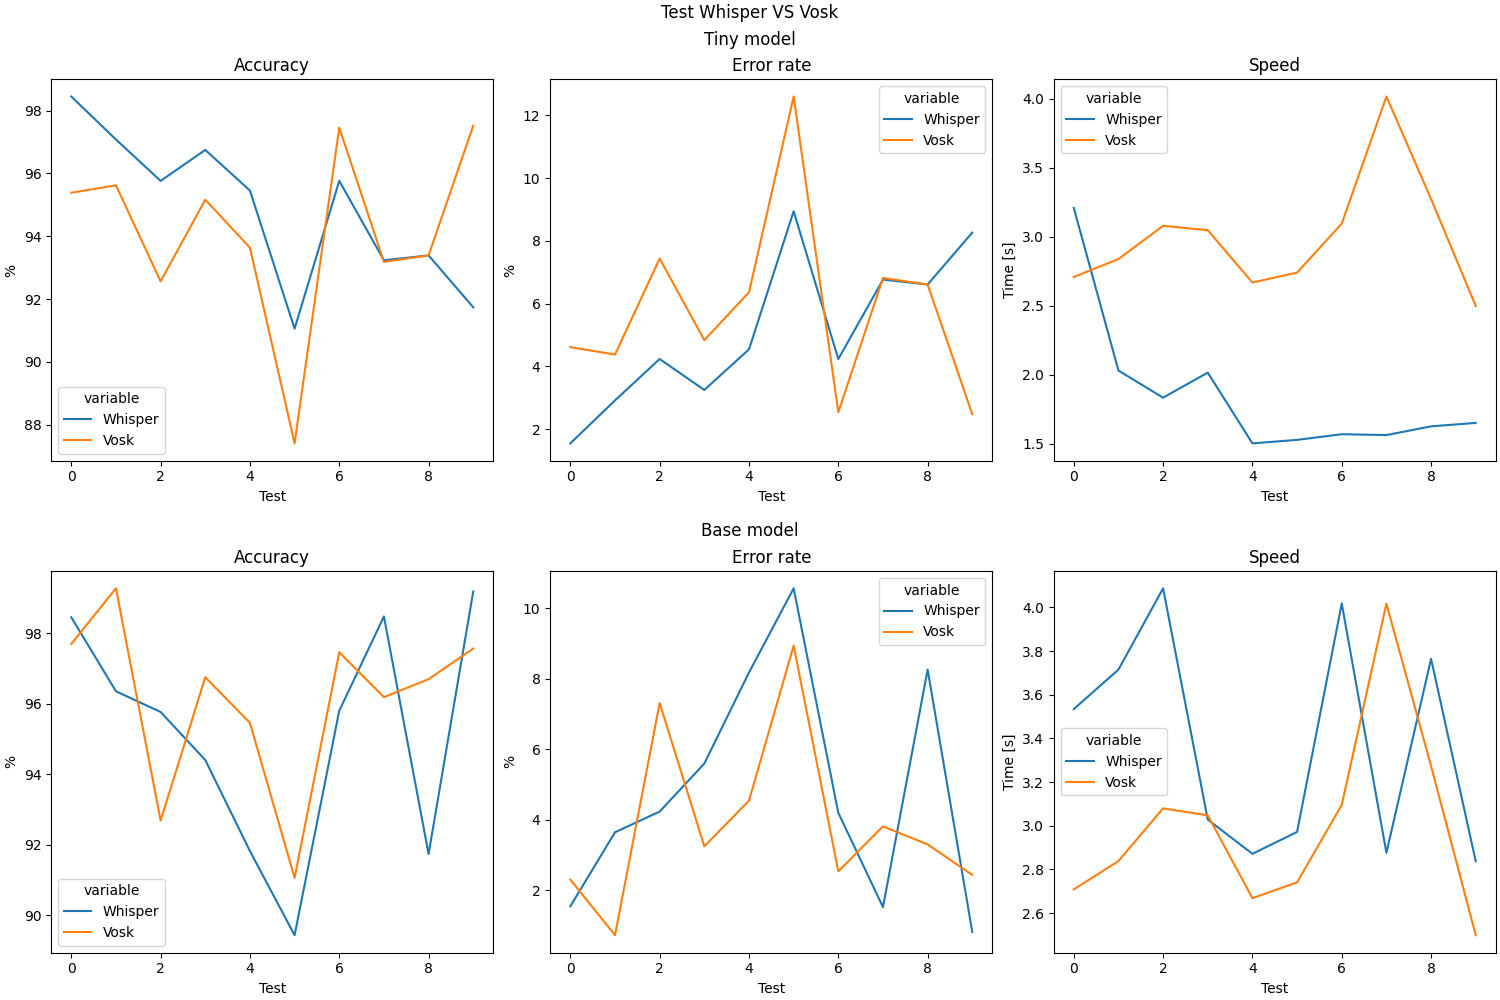 Test Whisper VS Vosk
Tiny model
Accuracy
%
98
96
94
92
90
88
variable
Whisper
Vosk
0 2 4 6 8
Test
Error rate
%
12
10
8
6
4
2
variable
Whisper
Vosk
0 2 4 6 8
Test
Speed
Time [s]
4.0
3.5
3.0
2.5
2.0
1.5
variable
Whisper
Vosk
0 2 4 6 8
Test
Base model
Accuracy
%
98
96
94
92
90
variable
Whisper
Vosk
0 2 4 6 8
Test
Error rate
%
10
8
6
4
2
variable
Whisper
Vosk
0 2 4 6 8
Test
Speed
Time [s]
4.0
3.8
3.6
3.4
3.2
3.0
2.8
2.6
variable
Whisper
Vosk
0 2 4 6 8
Test